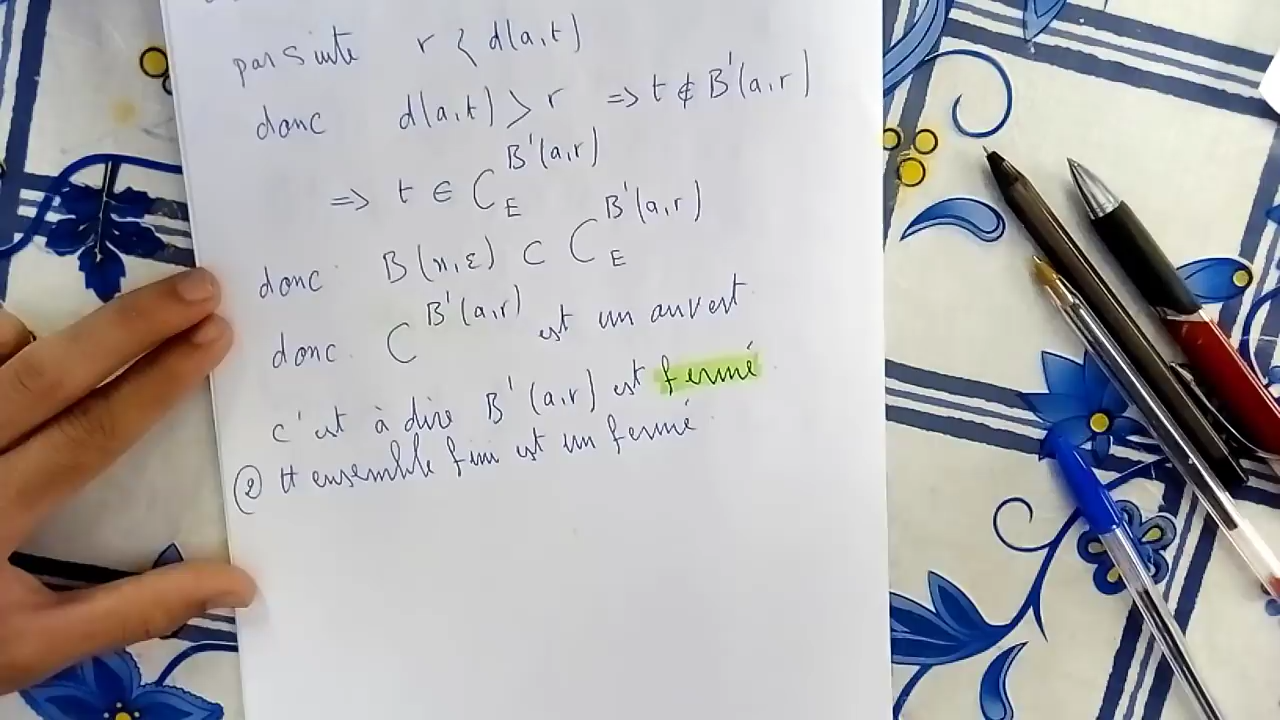 par suite r < d(a,t)
donc d(a,t) > r => t ∉ B'(a,r)
=> t ∈ C_E^{B'(a,r)}
donc B(x,ε) ⊂ C_E^{B'(a,r)}
donc C^{B'(a,r)} est un ouvert
c'est à dire B'(a,r) est fermé
② tt ensemble fini est un fermé.